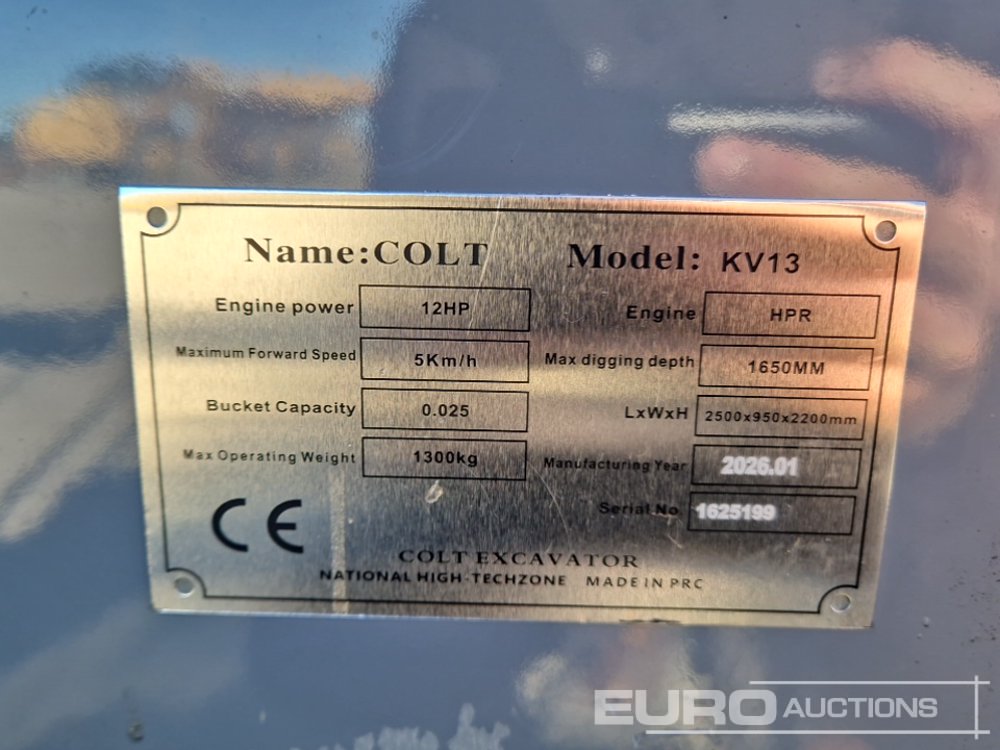 Name:COLT Model: KV13
Engine power 12HP Engine HPR
Maximum Forward Speed 5Km/h Max digging depth 1650MM
Bucket Capacity 0.025 LxWxH 2500x950x2200mm
Max Operating Weight 1300kg Manufacturing Year 2026.01
Serial No 1625199
CE
COLT EXCAVATOR
NATIONAL HIGH-TECHZONE MADE IN PRC
EURO AUCTIONS